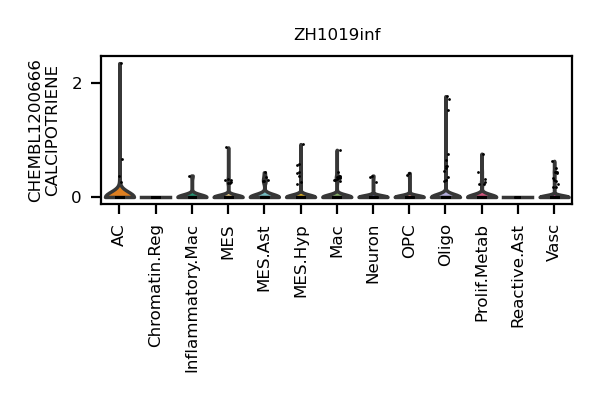 ZH1019inf
CHEMBL1200666
CALCIPOTRIENE
2
0
AC
Chromatin.Reg
Inflammatory.Mac
MES
MES.Ast
MES.Hyp
Mac
Neuron
OPC
Oligo
Prolif.Metab
Reactive.Ast
Vasc